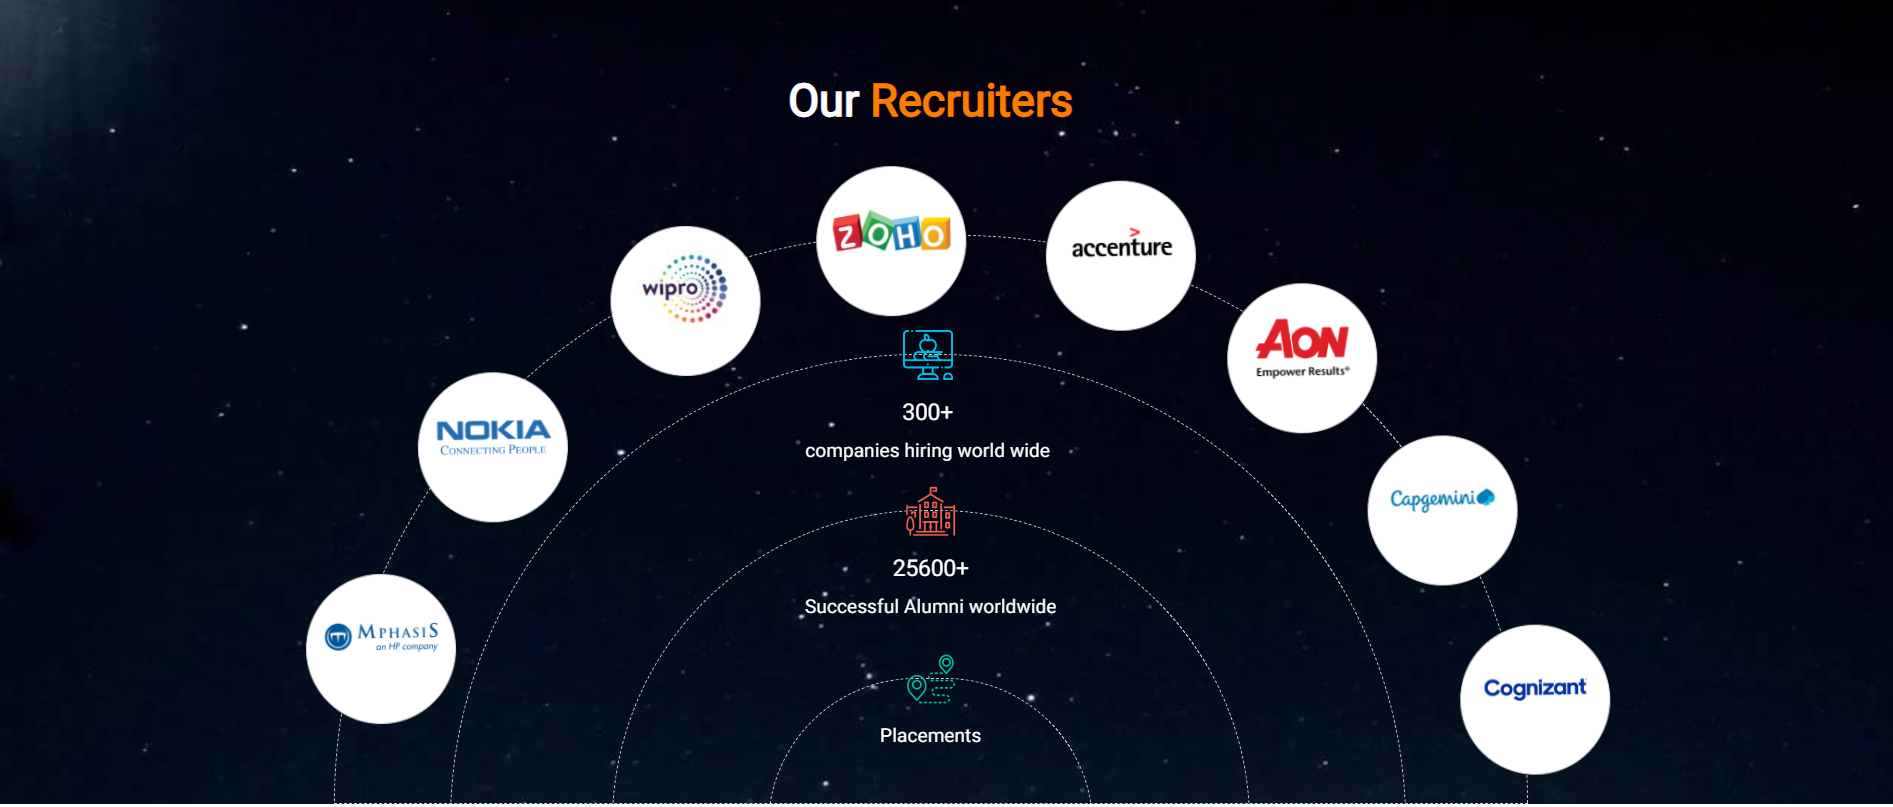 Our Recruiters
ZOHO
accenture
wipro
AON
Empower Results®
300+
companies hiring world wide
NOKIA
CONNECTING PEOPLE
Capgemini
25600+
Successful Alumni worldwide
MPHASIS
an HP company
Cognizant
Placements